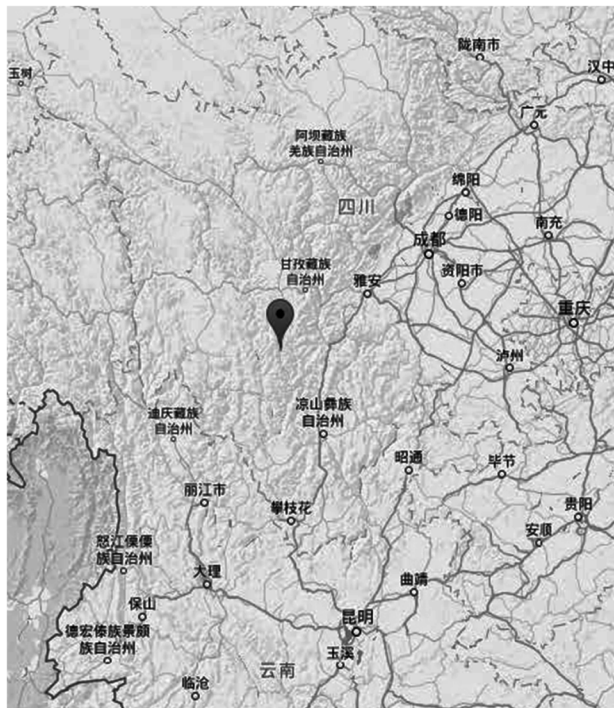 陇南市
玉树
汉中
广元
阿坝藏族
羌族自治州
绵阳
四川
德阳
南充
成都
甘孜藏族
自治州
资阳市
雅安
重庆
泸州
凉山彝族
自治州
迪庆藏族
自治州
昭通
毕节
丽江市
攀枝花
贵阳
安顺
怒江傈僳
族自治州
大理
曲靖
保山
昆明
德宏傣族景颇
族自治州
玉溪
云南
临沧